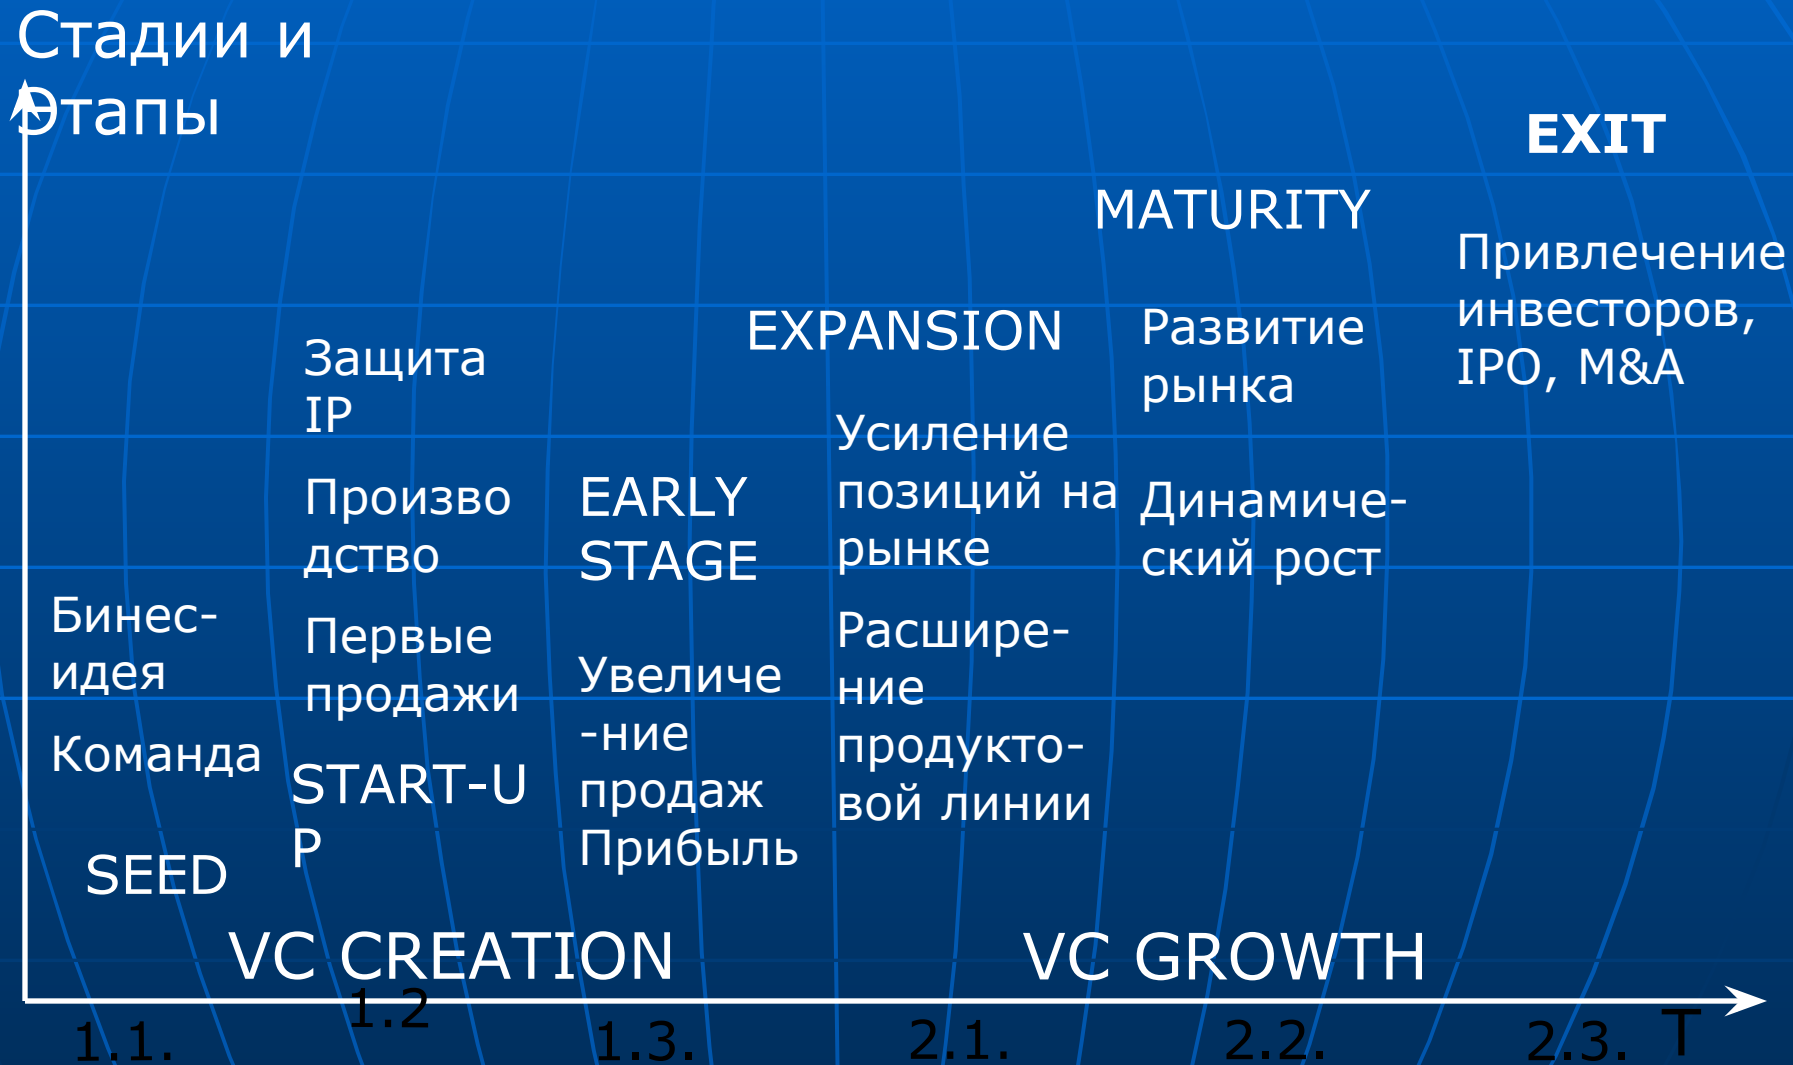 Стадии и
Этапы
EXIT
MATURITY
Привлечение
инвесторов,
IPO, M&A
EXPANSION
Развитие
рынка
Защита
IP
Усиление
позиций на
рынке
Динамиче-
ский рост
EARLY
STAGE
Произво
дство
Бинес-
идея
Первые
продажи
Увеличе
-ние
продаж
Прибыль
Расшире-
ние
продукто-
вой линии
Команда
START-U
P
SEED
VC CREATION
VC GROWTH
1.1.
1.2
1.3.
2.1.
2.2.
2.3.
T